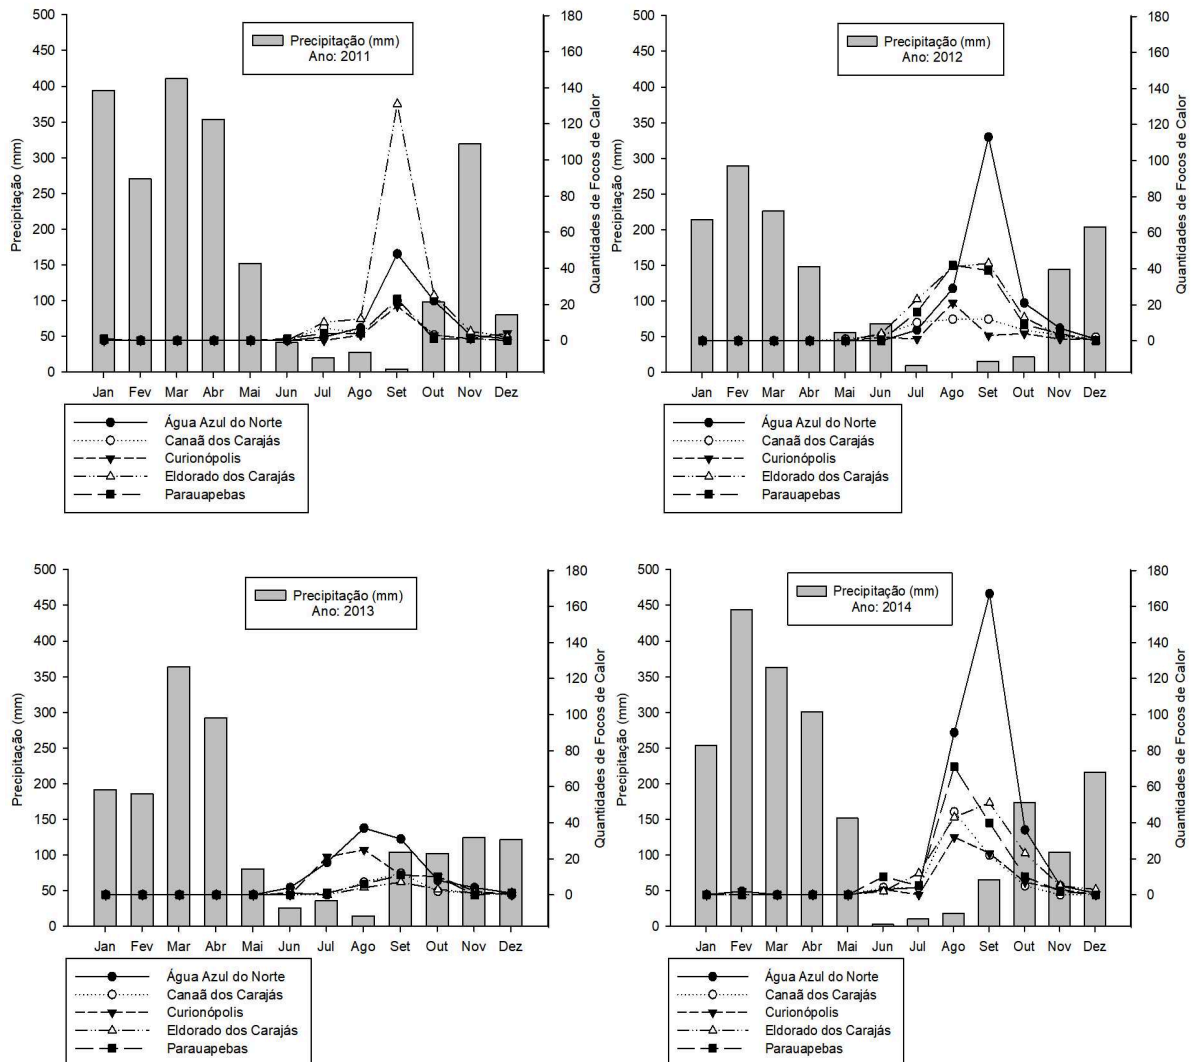 Precipitação (mm)
Ano: 2011
Precipitação (mm)
500
450
400
350
300
250
200
150
100
50
0
Quantidades de Focos de Calor
180
160
140
120
100
80
60
40
20
0
Jan Fev Mar Abr Mai Jun Jul Ago Set Out Nov Dez
Água Azul do Norte
Canaã dos Carajás
Curionópolis
Eldorado dos Carajás
Parauapebas
Precipitação (mm)
Ano: 2012
Precipitação (mm)
500
450
400
350
300
250
200
150
100
50
0
Quantidades de Focos de Calor
180
160
140
120
100
80
60
40
20
0
Jan Fev Mar Abr Mai Jun Jul Ago Set Out Nov Dez
Água Azul do Norte
Canaã dos Carajás
Curionópolis
Eldorado dos Carajás
Parauapebas
Precipitação (mm)
Ano: 2013
Precipitação (mm)
500
450
400
350
300
250
200
150
100
50
0
Quantidades de Focos de Calor
180
160
140
120
100
80
60
40
20
0
Jan Fev Mar Abr Mai Jun Jul Ago Set Out Nov Dez
Água Azul do Norte
Canaã dos Carajás
Curionópolis
Eldorado dos Carajás
Parauapebas
Precipitação (mm)
Ano: 2014
Precipitação (mm)
500
450
400
350
300
250
200
150
100
50
0
Quantidades de Focos de Calor
180
160
140
120
100
80
60
40
20
0
Jan Fev Mar Abr Mai Jun Jul Ago Set Out Nov Dez
Água Azul do Norte
Canaã dos Carajás
Curionópolis
Eldorado dos Carajás
Parauapebas